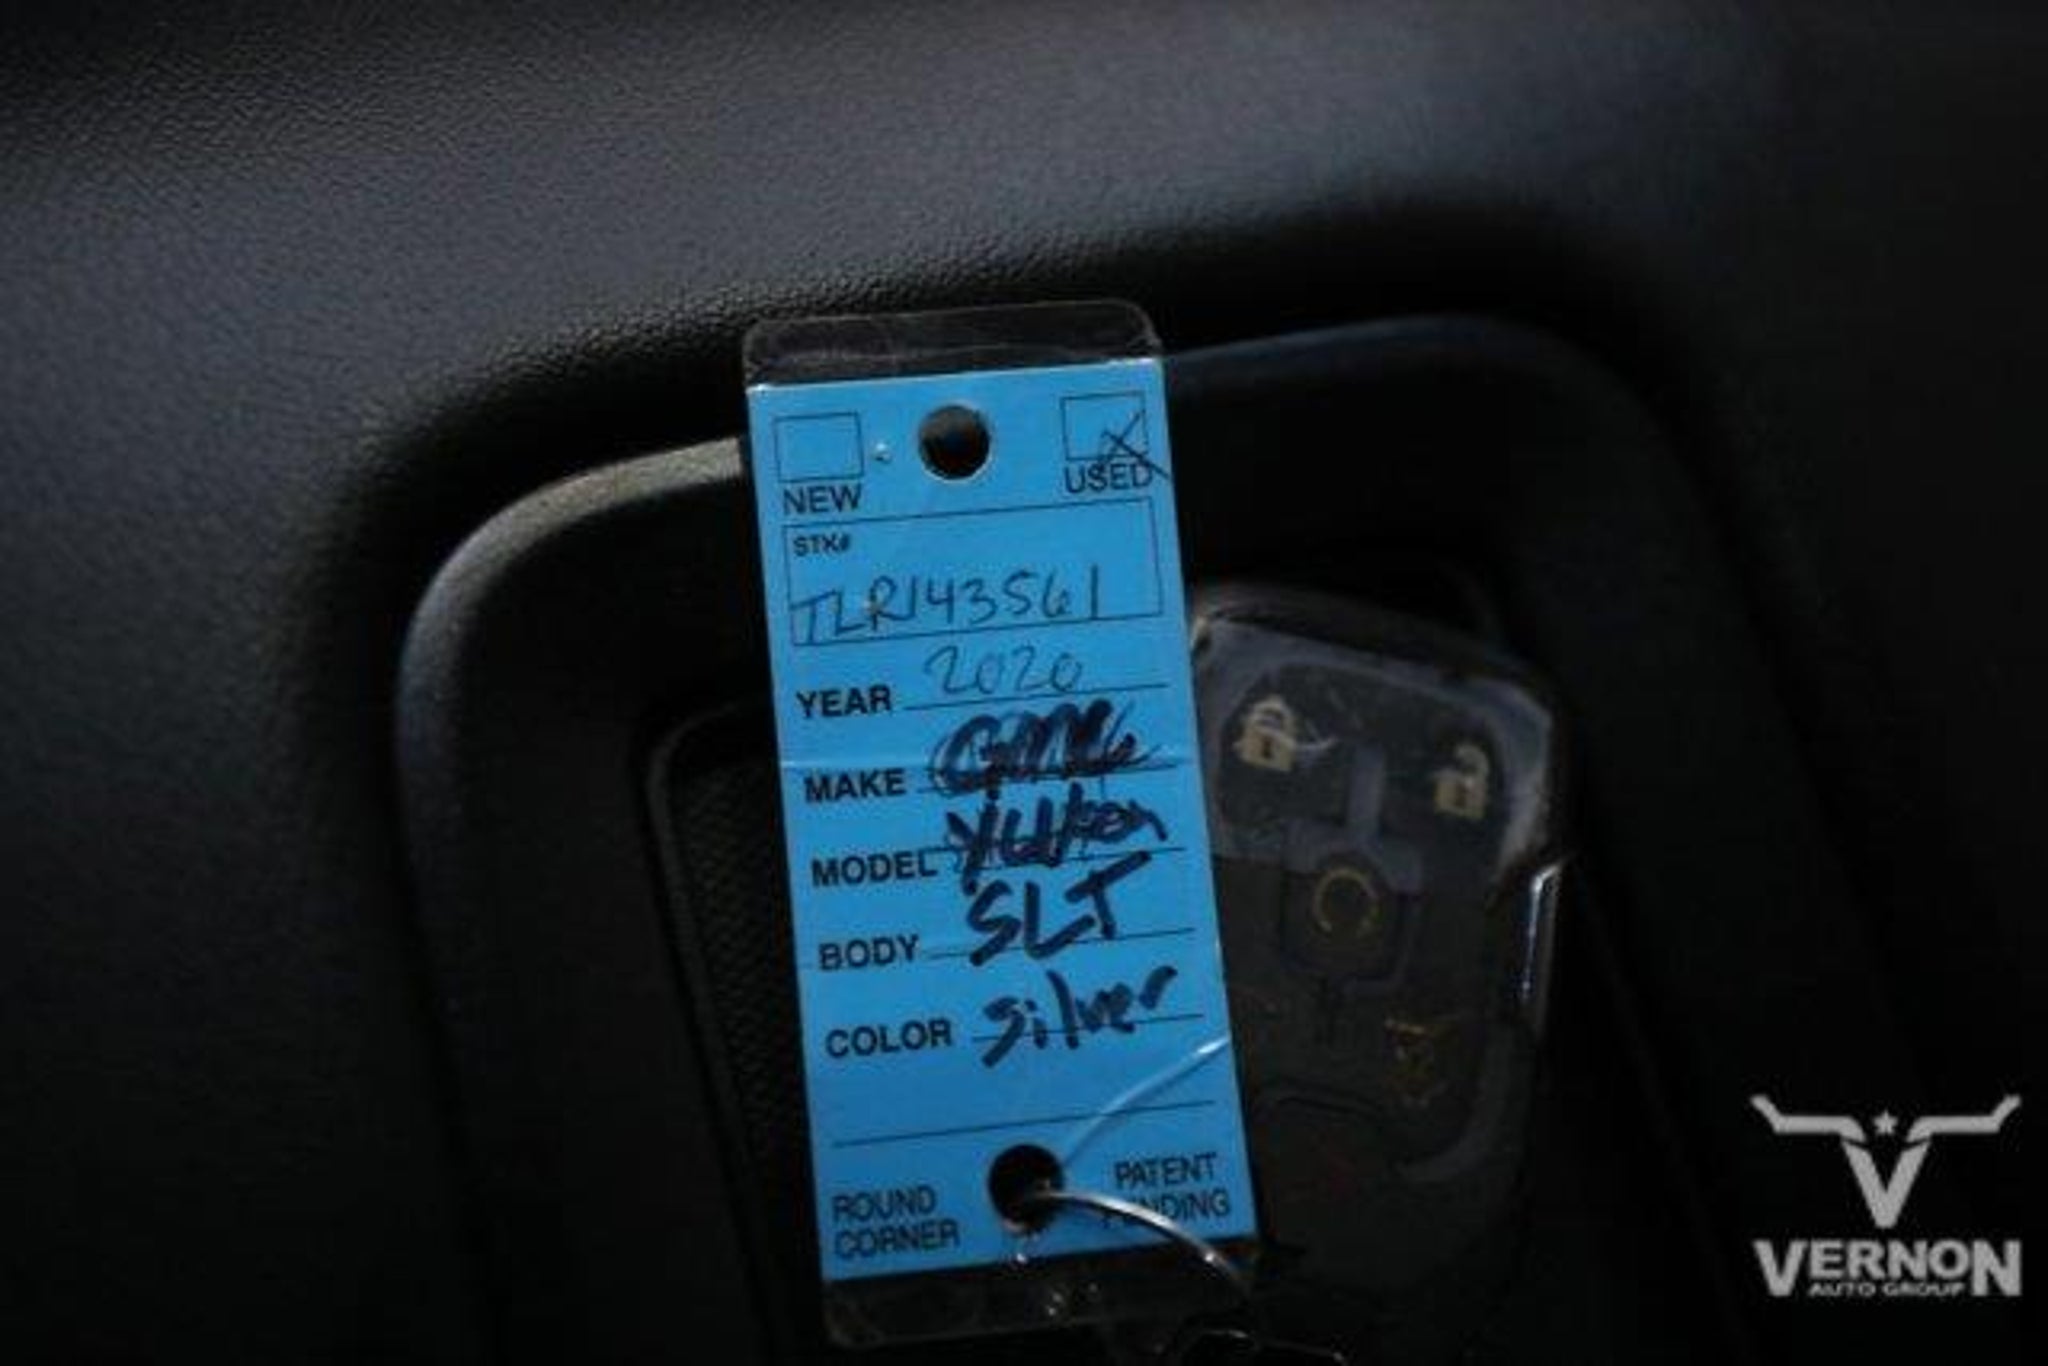 NEW USED
STK#
TLR143561
YEAR 2020
MAKE GMC
MODEL Yukon
BODY SLT
COLOR Silver
ROUND CORNER
PATENT PENDING
VERNON
AUTO GROUP